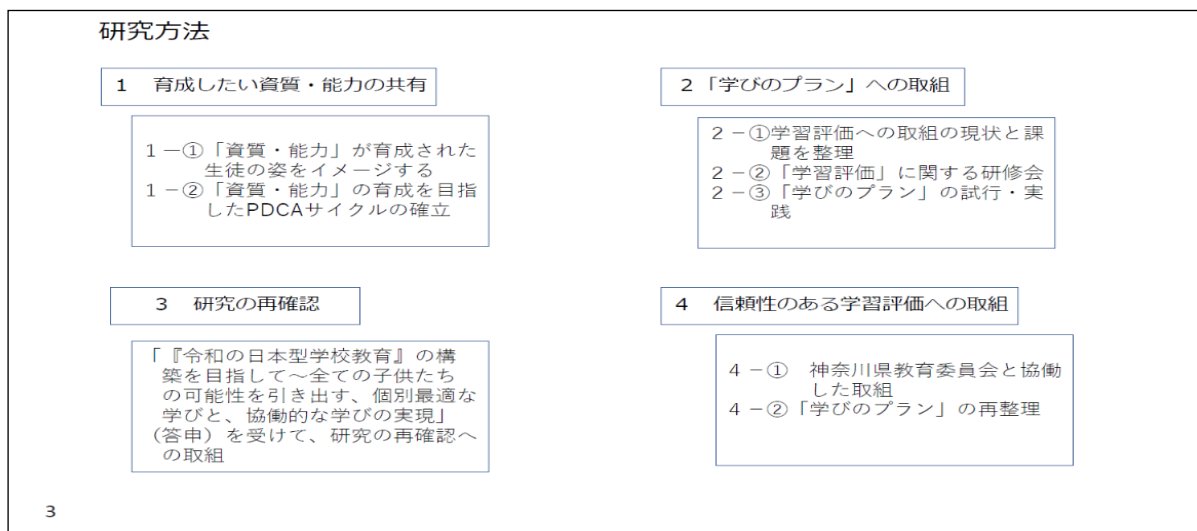 研究方法
1 育成したい資質・能力の共有
1－①「資質・能力」が育成された
生徒の姿をイメージする
1－②「資質・能力」の育成を目指
したPDCAサイクルの確立
2「学びのプラン」への取組
2－①学習評価への取組の現状と課
題を整理
2－②「学習評価」に関する研修会
2－③「学びのプラン」の試行・実
践
3 研究の再確認
「『令和の日本型学校教育』の構
築を目指して～全ての子供たち
の可能性を引き出す、個別最適な
学びと、協働的な学びの実現」
（答申）を受けて、研究の再確認へ
の取組
4 信頼性のある学習評価への取組
4－① 神奈川県教育委員会と協働
した取組
4－②「学びのプラン」の再整理
3